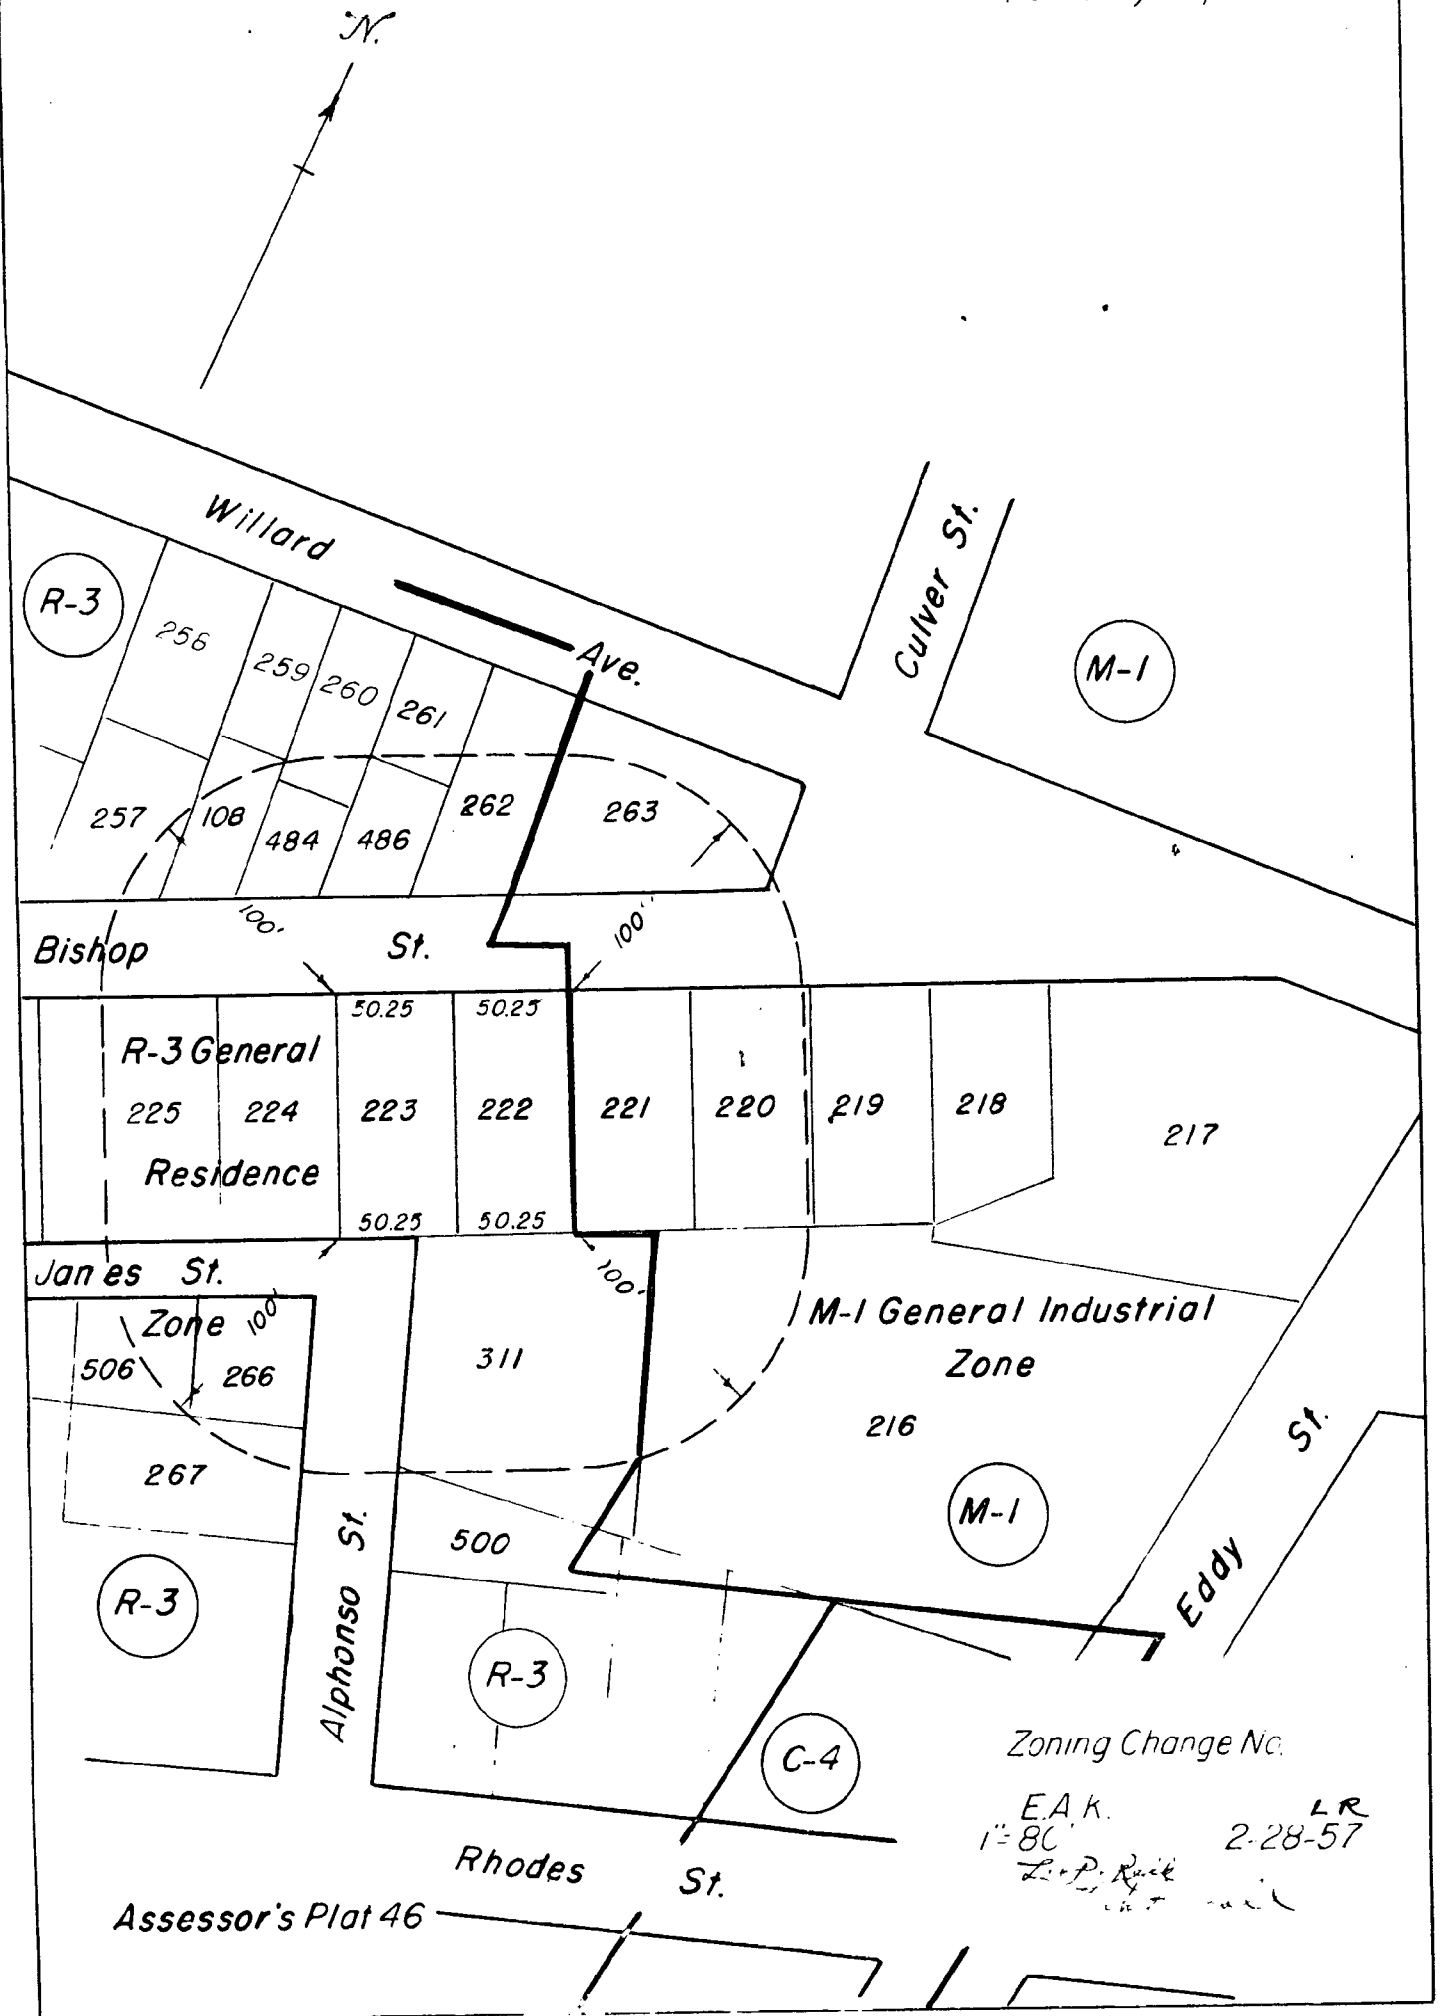 N.
Willard
Ave.
Culver St.
R-3
M-1
258
259
260
261
257
108
484
486
262
263
100'
100'
Bishop St.
50.25 50.25
R-3 General
225 224 223 222 221 220 219 218 217
Residence
50.25 50.25
Janes St.
100'
100'
Zone
506 266
311
M-1 General Industrial
Zone
216
267
M-1
500
St.
Eddy
R-3
Alphonso St.
R-3
C-4
Zoning Change No.
E.A.K. LR
1"=80' 2-28-57
Rhodes St.
Assessor's Plat 46